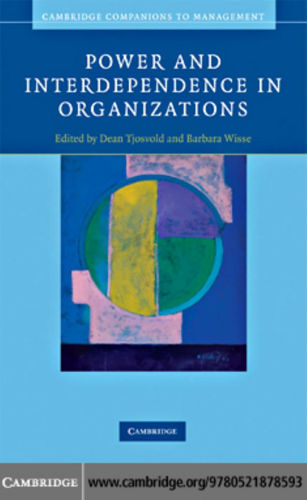 CAMBRIDGE COMPANIONS TO MANAGEMENT
POWER AND
INTERDEPENDENCE IN
ORGANIZATIONS
Edited by Dean Tjosvold and Barbara Wisse
CAMBRIDGE
CAMBRIDGE
www.cambridge.org/9780521878593